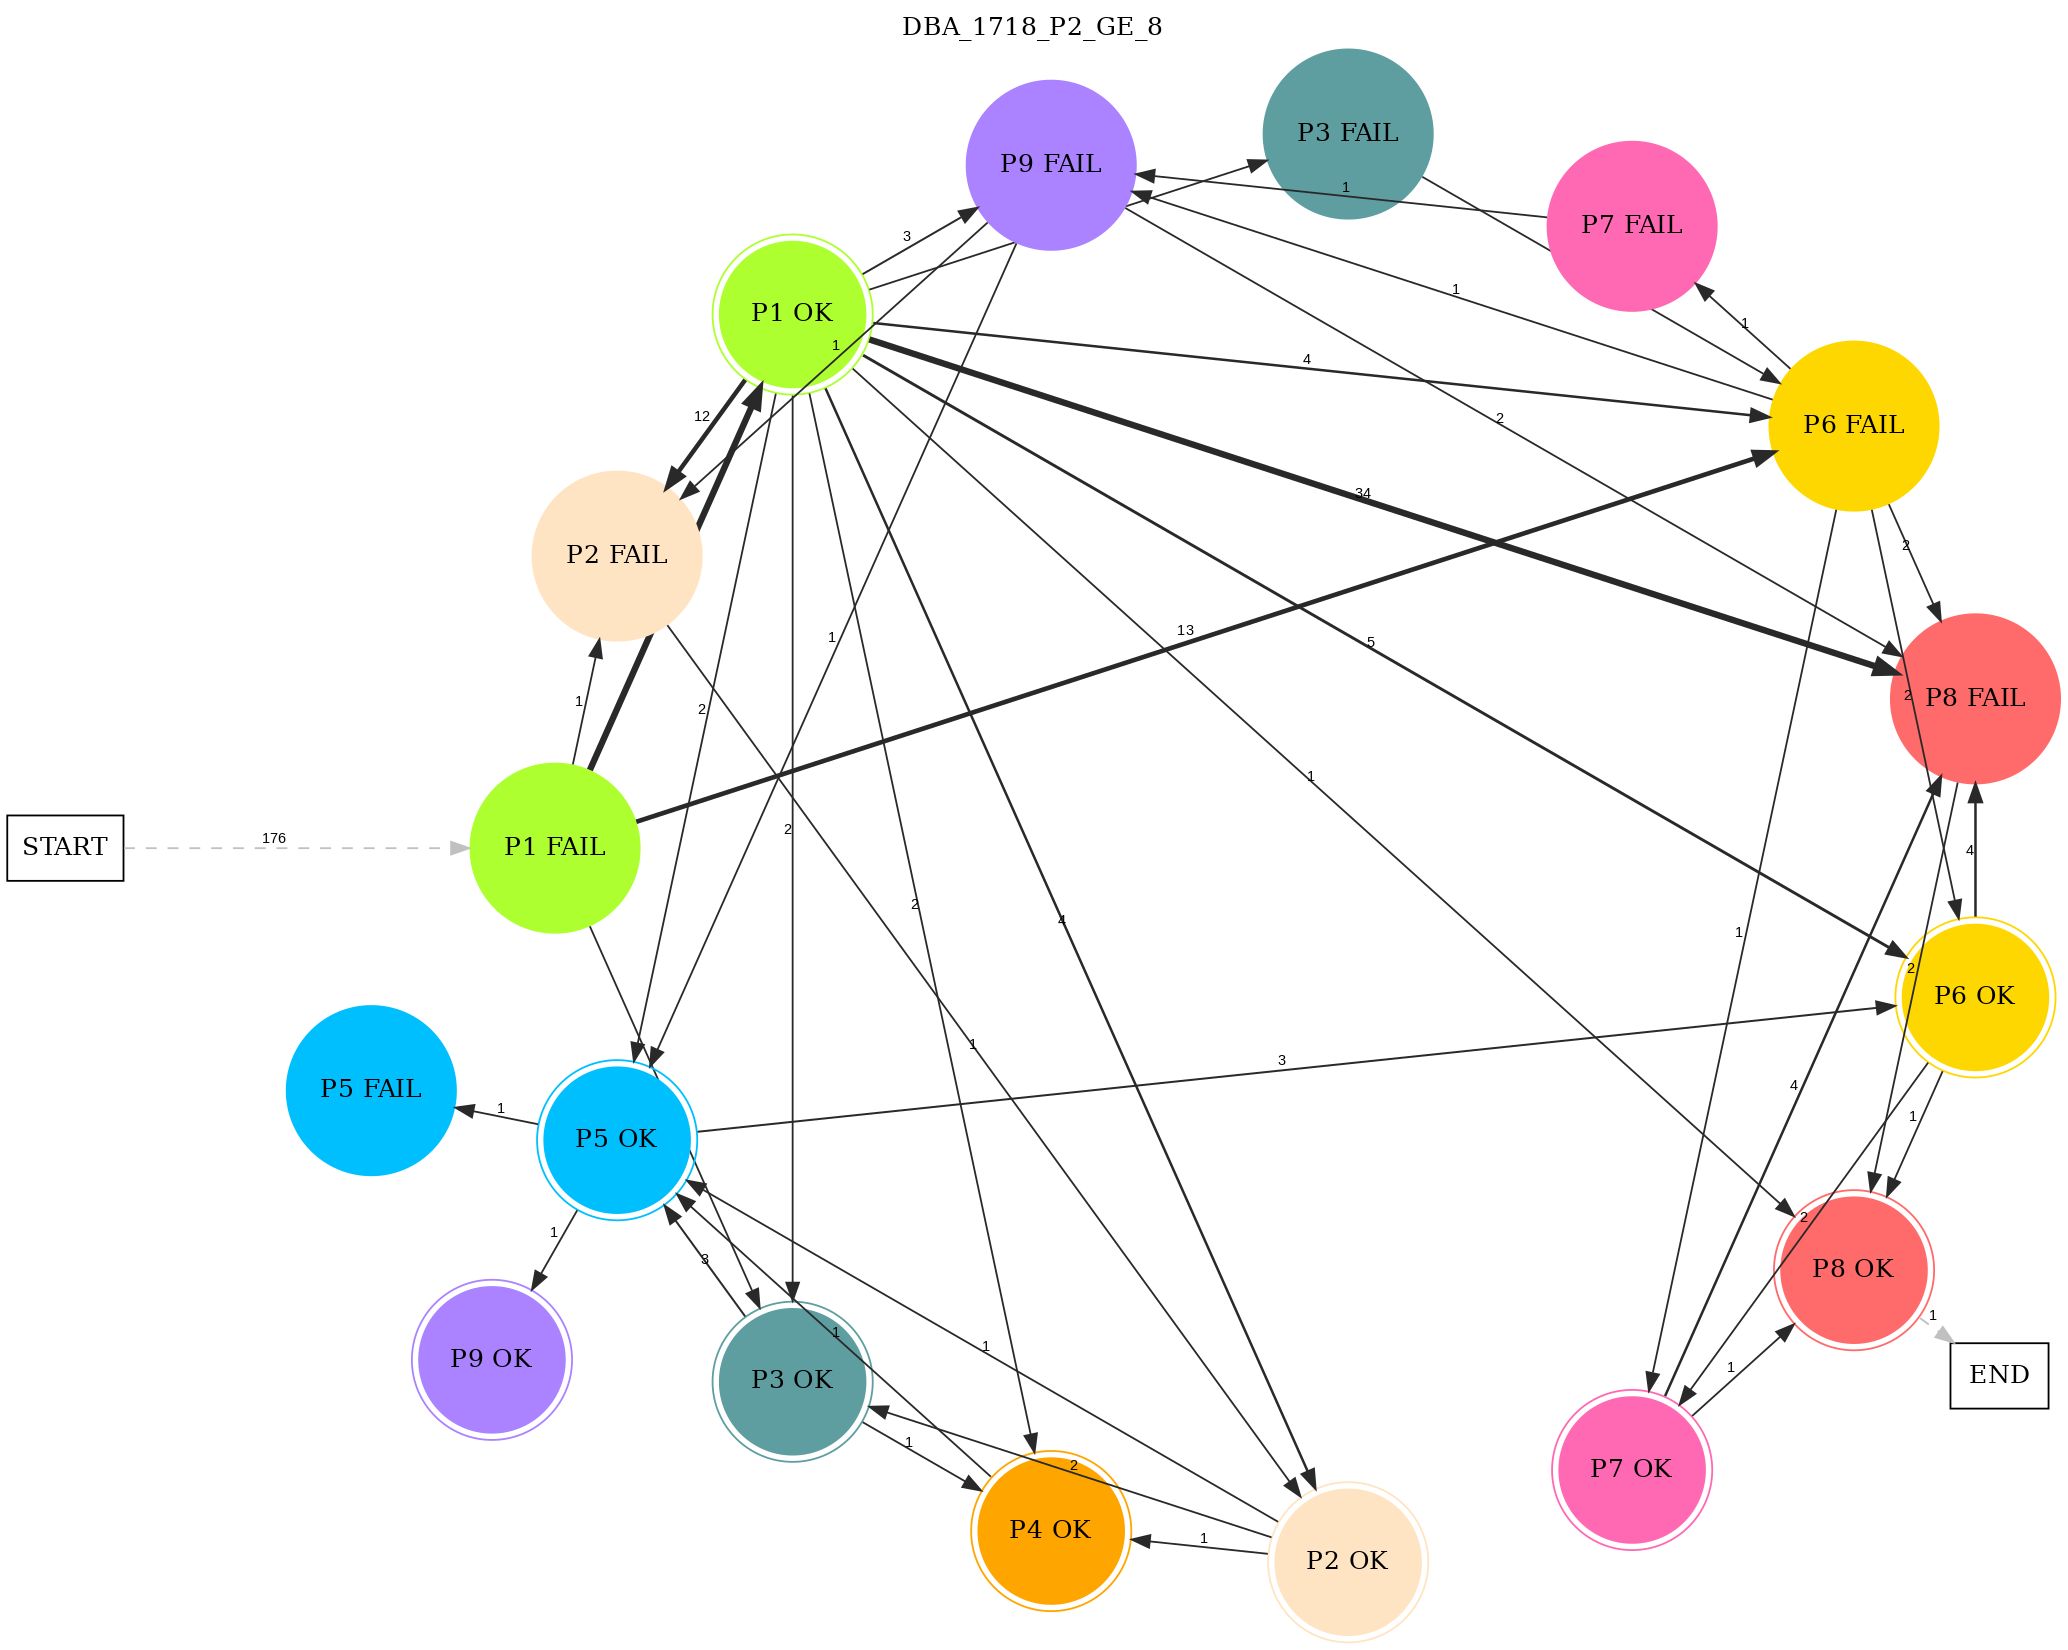 DBA_1718_P2_GE_8
P3 FAIL
P9 FAIL
1
P7 FAIL
3
1
P1 OK
1
1
4
12
P6 FAIL
2
34
2
P2 FAIL
13
1
5
2
P8 FAIL
1
2
1
2
START
176
P1 FAIL
4
2
4
1
2
P6 OK
1
3
4
P5 FAIL
1
1
P5 OK
2
1
1
3
P8 OK
1
1
1
P9 OK
P3 OK
1
END
1
2
P7 OK
P4 OK
1
P2 OK